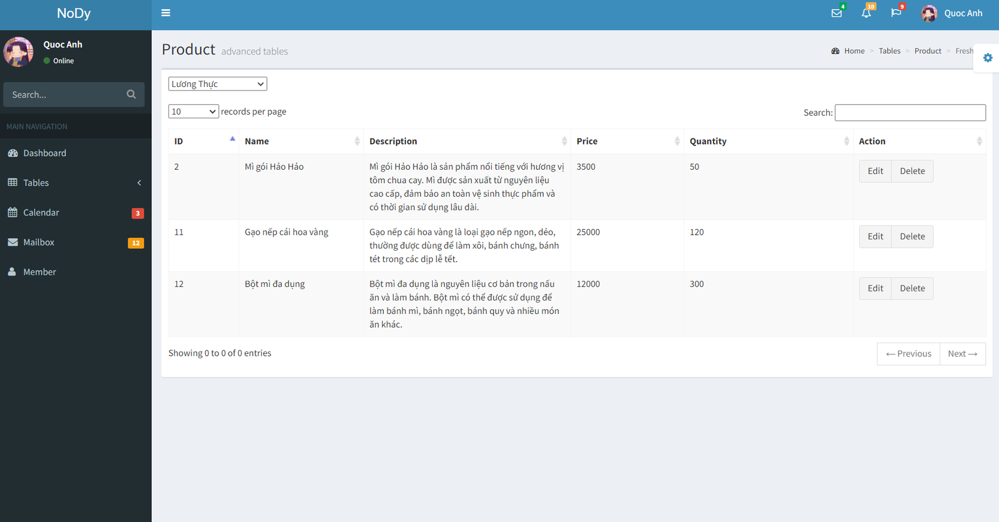 NoDy
4
10
9
Quoc Anh
Quoc Anh
Online
Search...
MAIN NAVIGATION
Dashboard
Tables
Calendar 3
Mailbox 12
Member
Product advanced tables
Home > Tables > Product > Fresh
Lương Thực
10 records per page
Search:
ID Name Description Price Quantity Action
2 Mì gói Hảo Hảo Mì gói Hảo Hảo là sản phẩm nổi tiếng với hương vị 3500 50 Edit Delete
tôm chua cay. Mì được sản xuất từ nguyên liệu
cao cấp, đảm bảo an toàn vệ sinh thực phẩm và
có thời gian sử dụng lâu dài.
11 Gạo nếp cái hoa vàng Gạo nếp cái hoa vàng là loại gạo nếp ngon, dẻo, 25000 120 Edit Delete
thường được dùng để làm xôi, bánh chưng, bánh
tét trong các dịp lễ tết.
12 Bột mì đa dụng Bột mì đa dụng là nguyên liệu cơ bản trong nấu 12000 300 Edit Delete
ăn và làm bánh. Bột mì có thể được sử dụng để
làm bánh mì, bánh ngọt, bánh quy và nhiều món
ăn khác.
Showing 0 to 0 of 0 entries
← Previous Next →